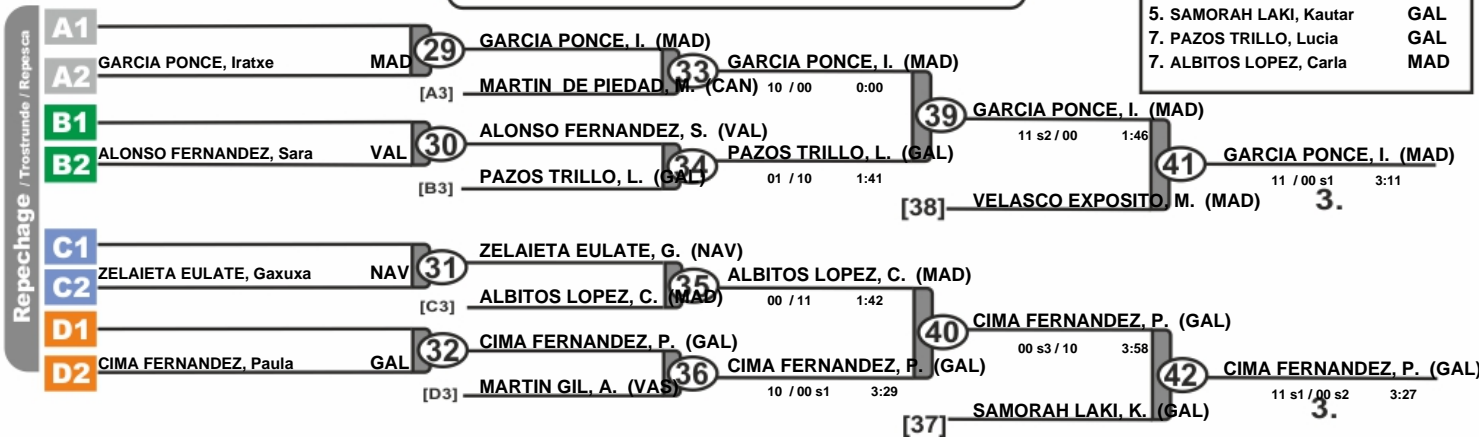 5. SAMORAH LAKI, Kautar GAL
7. PAZOS TRILLO, Lucia GAL
7. ALBITOS LOPEZ, Carla MAD
Repechage / Trostrunde / Repesca
A1
A2 GARCIA PONCE, Iratxe MAD
29
GARCIA PONCE, I. (MAD)
[A3] MARTIN DE PIEDAD, M. (CAN)
33
GARCIA PONCE, I. (MAD)
10 / 00 0:00
B1
B2 ALONSO FERNANDEZ, Sara VAL
30
ALONSO FERNANDEZ, S. (VAL)
[B3] PAZOS TRILLO, L. (GAL)
34
PAZOS TRILLO, L. (GAL)
01 / 10 1:41
39
GARCIA PONCE, I. (MAD)
11 s2 / 00 1:46
[38] VELASCO EXPOSITO, M. (MAD)
41
GARCIA PONCE, I. (MAD)
11 / 00 s1 3:11
3.
C1
C2 ZELAIETA EULATE, Gaxuxa NAV
31
ZELAIETA EULATE, G. (NAV)
[C3] ALBITOS LOPEZ, C. (MAD)
35
ALBITOS LOPEZ, C. (MAD)
00 / 11 1:42
D1
D2 CIMA FERNANDEZ, Paula GAL
32
CIMA FERNANDEZ, P. (GAL)
[D3] MARTIN GIL, A. (VAS)
36
CIMA FERNANDEZ, P. (GAL)
10 / 00 s1 3:29
40
CIMA FERNANDEZ, P. (GAL)
00 s3 / 10 3:58
[37] SAMORAH LAKI, K. (GAL)
42
CIMA FERNANDEZ, P. (GAL)
11 s1 / 00 s2 3:27
3.